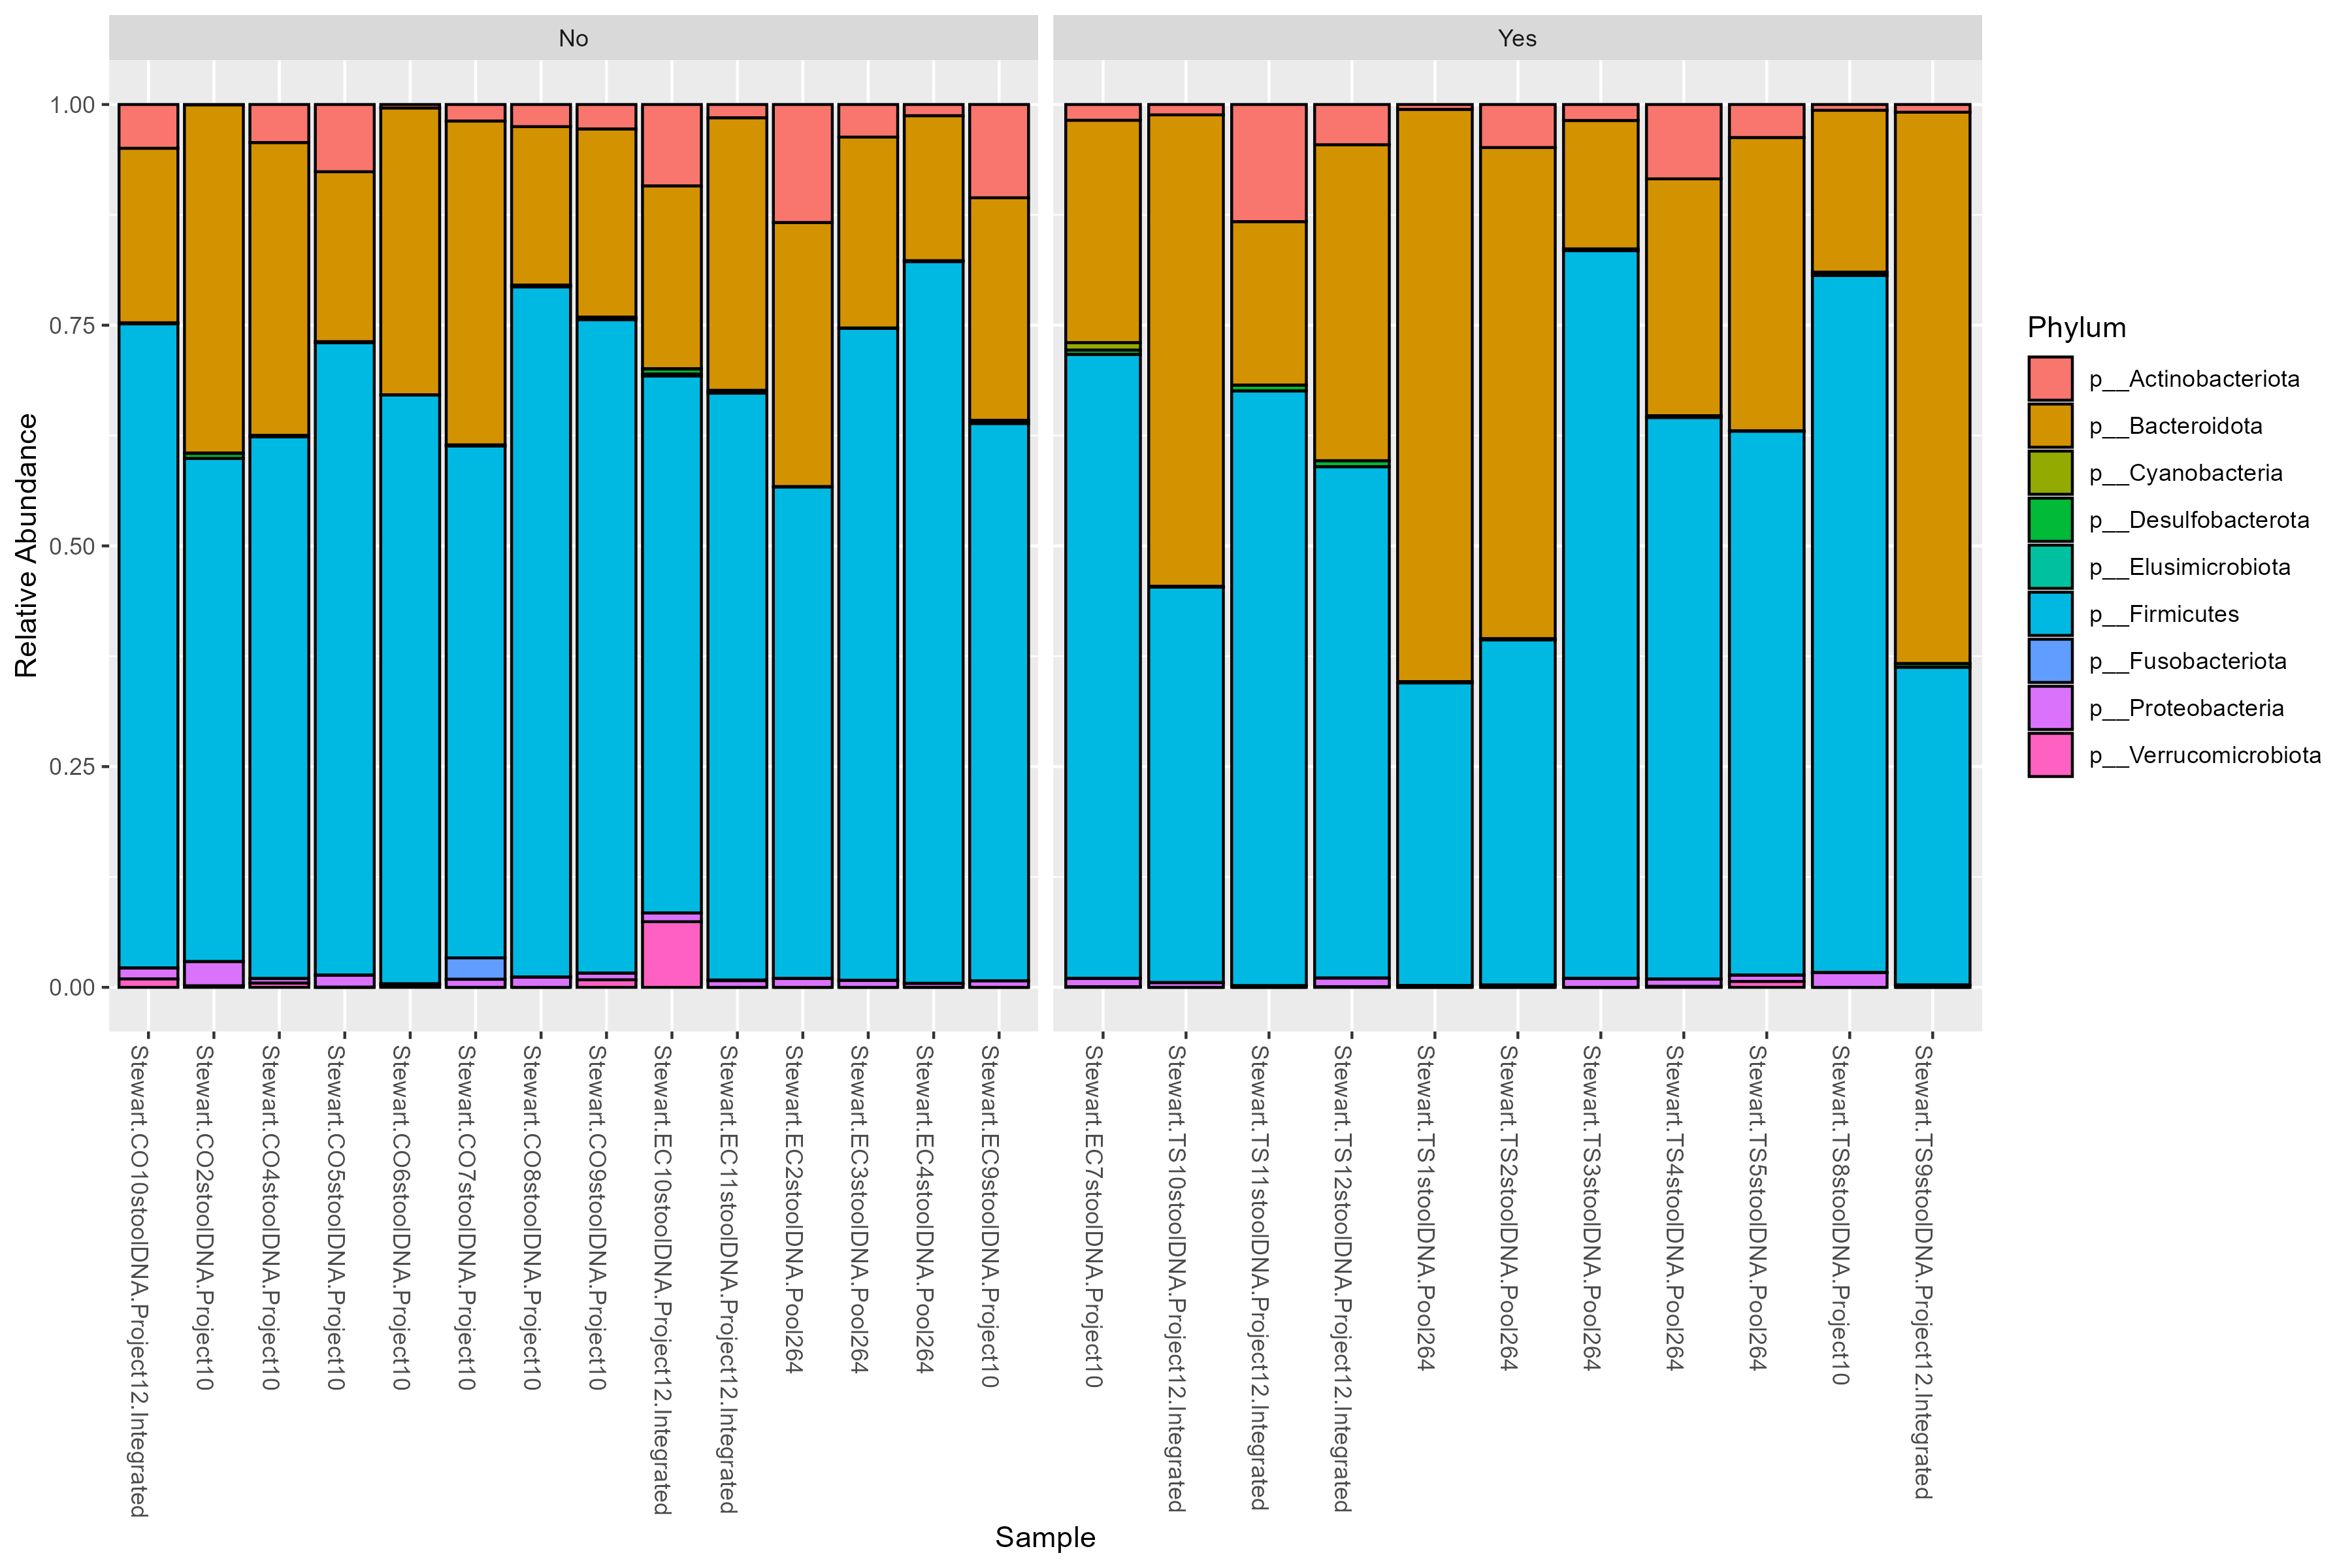 No
Yes
1.00
0.75
0.50
0.25
0.00
Relative Abundance
Stewart.CO10stoolDNA.Project12.Integrated
Stewart.CO2stoolDNA.Project10
Stewart.CO4stoolDNA.Project10
Stewart.CO5stoolDNA.Project10
Stewart.CO6stoolDNA.Project10
Stewart.CO7stoolDNA.Project10
Stewart.CO8stoolDNA.Project10
Stewart.CO9stoolDNA.Project10
Stewart.EC10stoolDNA.Project12.Integrated
Stewart.EC11stoolDNA.Project12.Integrated
Stewart.EC2stoolDNA.Pool264
Stewart.EC3stoolDNA.Pool264
Stewart.EC4stoolDNA.Pool264
Stewart.EC9stoolDNA.Project10
Stewart.EC7stoolDNA.Project10
Stewart.TS10stoolDNA.Project12.Integrated
Stewart.TS11stoolDNA.Project12.Integrated
Stewart.TS12stoolDNA.Project12.Integrated
Stewart.TS1stoolDNA.Pool264
Stewart.TS2stoolDNA.Pool264
Stewart.TS3stoolDNA.Pool264
Stewart.TS4stoolDNA.Pool264
Stewart.TS5stoolDNA.Pool264
Stewart.TS8stoolDNA.Project10
Stewart.TS9stoolDNA.Project12.Integrated
Sample
Phylum
p__Actinobacteriota
p__Bacteroidota
p__Cyanobacteria
p__Desulfobacterota
p__Elusimicrobiota
p__Firmicutes
p__Fusobacteriota
p__Proteobacteria
p__Verrucomicrobiota